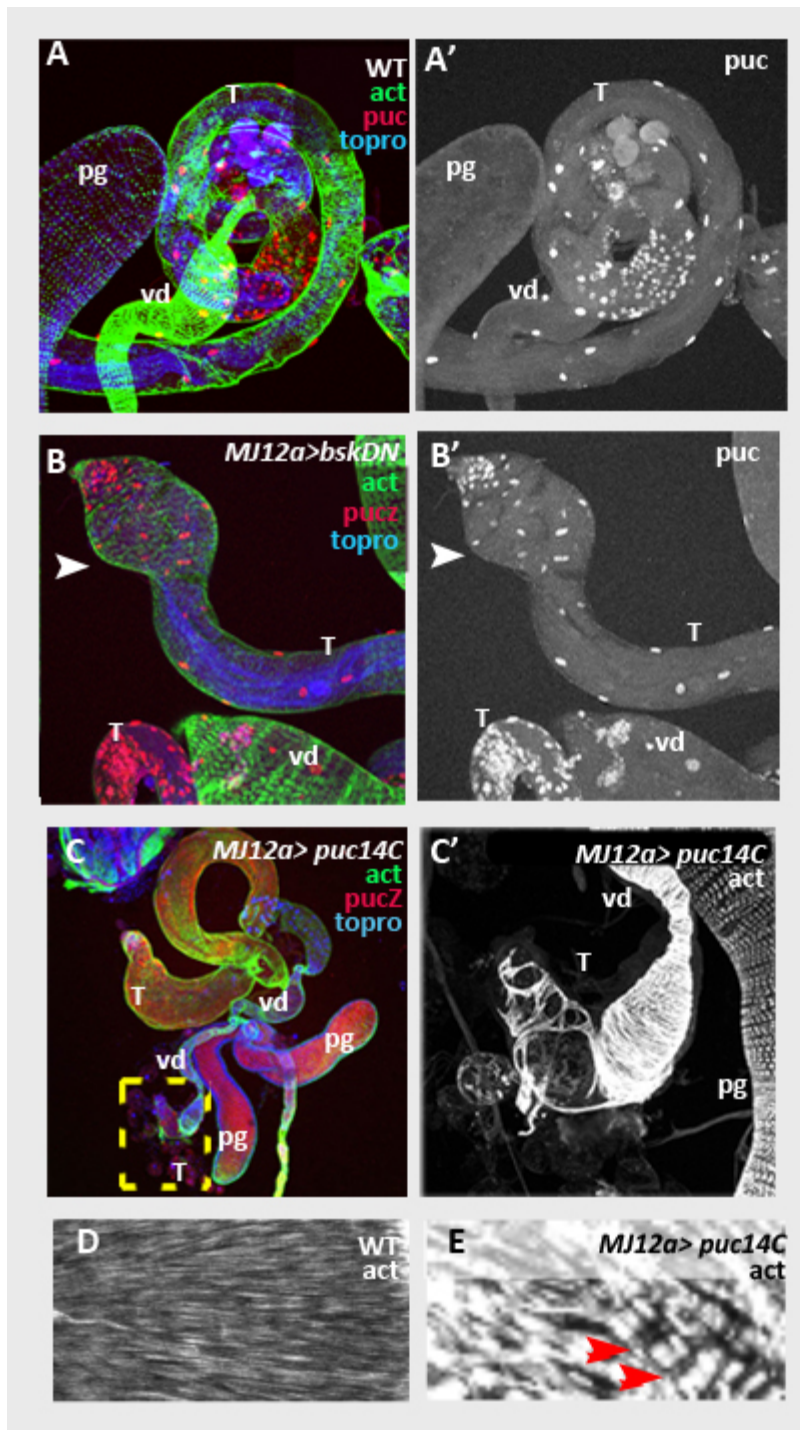 A
WT
act
puc
topro
T
pg
vd
A’
puc
T
pg
vd
B
MJ12a>bskDN
act
pucz
topro
T
T
vd
B’
puc
T
T
vd
C
MJ12a> puc14C
act
pucZ
topro
T
vd
vd
pg
pg
T
C’
MJ12a> puc14C
act
vd
T
pg
D
WT
act
E
MJ12a> puc14C
act